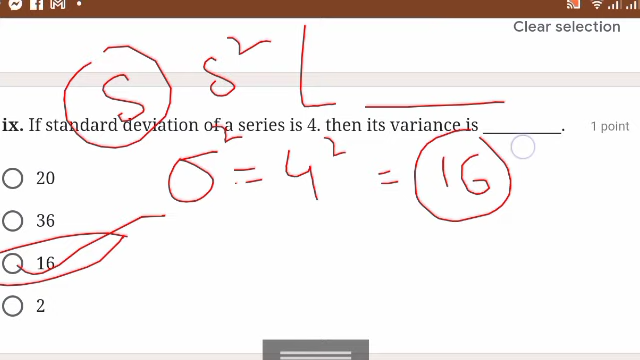 Clear selection
S s² [
ix. If standard deviation of a series is 4. then its variance is ________. 1 point
σ² = 4² = 16
20
36
16
2